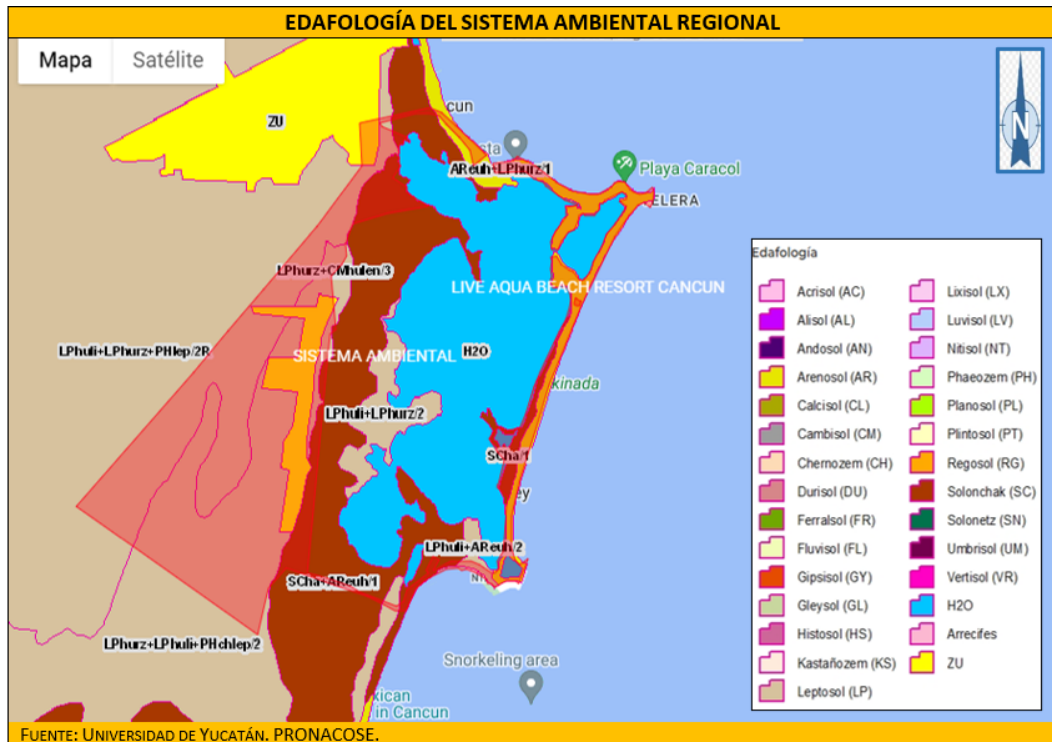 EDAFOLOGÍA DEL SISTEMA AMBIENTAL REGIONAL
Mapa Satélite
N
cun
ZU
sta
AReuh+LPhurz/1
Playa Caracol
ELERA
LPhurz+CMhulen/3
LIVE AQUA BEACH RESORT CANCUN
LPhuli+LPhurz+PHlep/2R
SISTEMA AMBIENTAL
H2O
kinada
LPhuli+LPhurz/2
SCha/1
ey
LPhuli+AReuh/2
SCha+AReuh/1
LPhurz+LPhuli+PHchlep/2
Snorkeling area
xican
in Cancun
Edafología
Acrisol (AC)
Alisol (AL)
Andosol (AN)
Arenosol (AR)
Calcisol (CL)
Cambisol (CM)
Chernozem (CH)
Durisol (DU)
Ferralsol (FR)
Fluvisol (FL)
Gipsisol (GY)
Gleysol (GL)
Histosol (HS)
Kastañozem (KS)
Leptosol (LP)
Lixisol (LX)
Luvisol (LV)
Nitisol (NT)
Phaeozem (PH)
Planosol (PL)
Plintosol (PT)
Regosol (RG)
Solonchak (SC)
Solonetz (SN)
Umbrisol (UM)
Vertisol (VR)
H2O
Arrecifes
ZU
FUENTE: UNIVERSIDAD DE YUCATÁN. PRONACOSE.